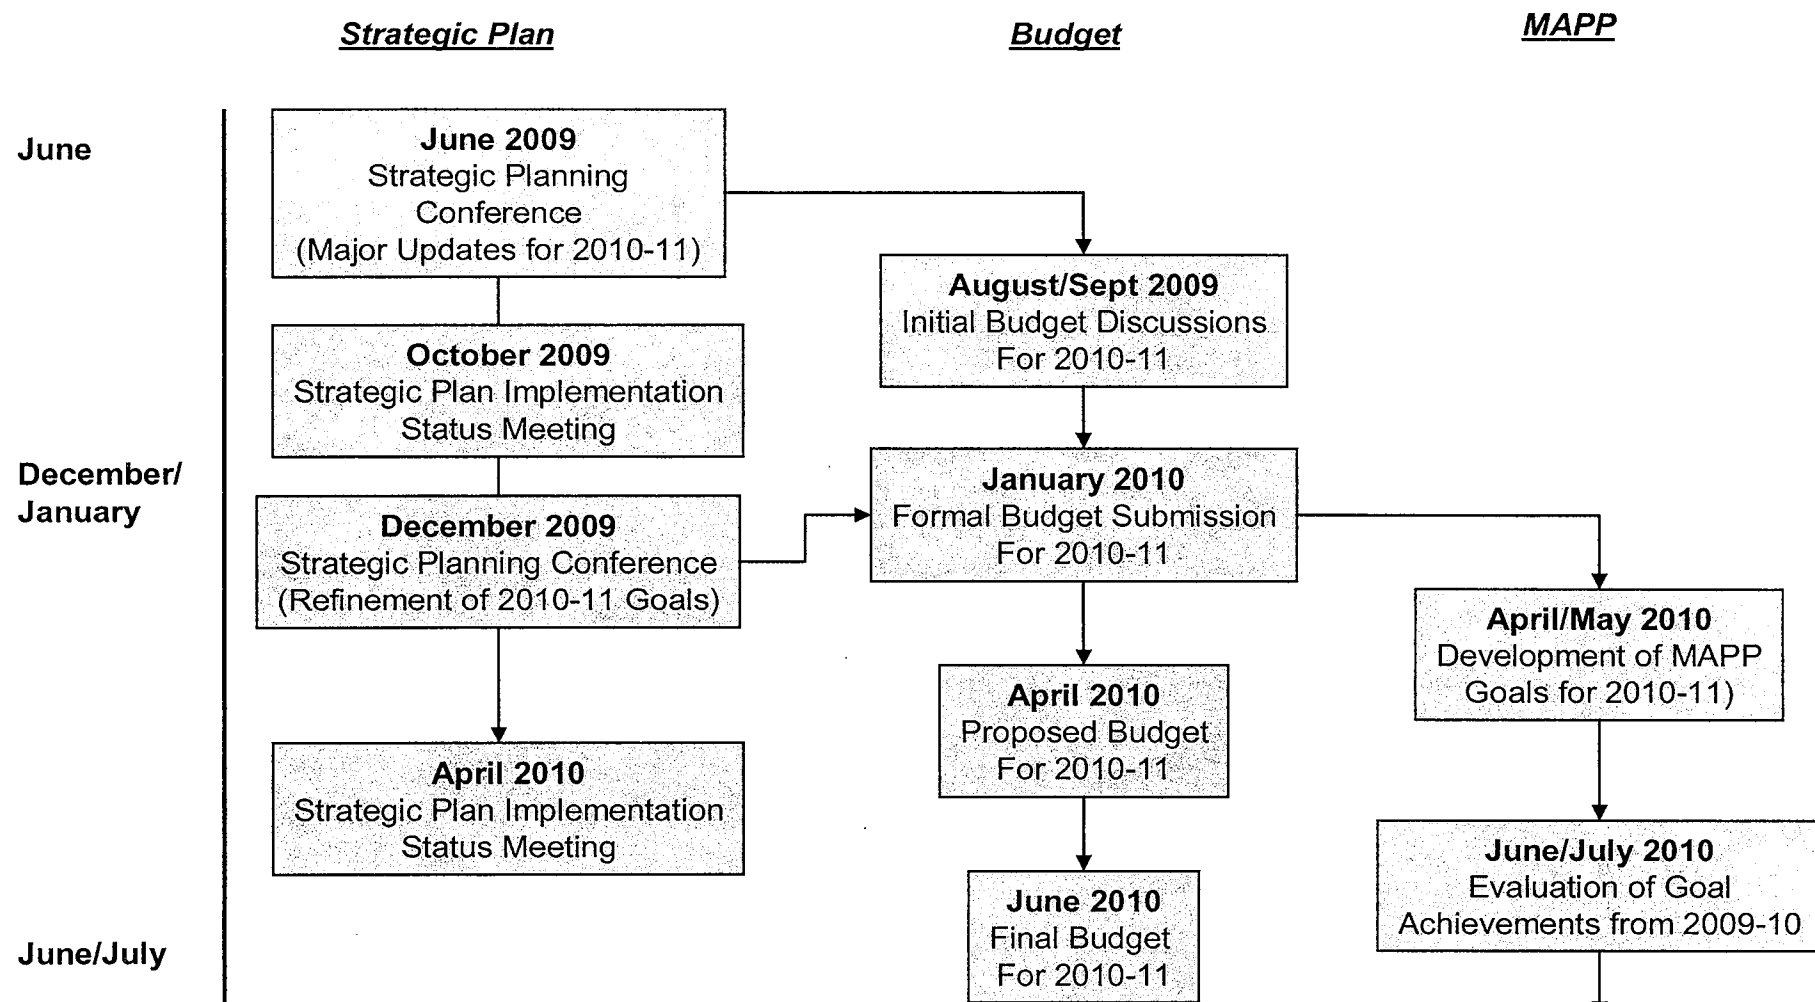 Strategic Plan
Budget
MAPP
June
December/
January
June/July
June 2009
Strategic Planning
Conference
(Major Updates for 2010-11)
October 2009
Strategic Plan Implementation
Status Meeting
December 2009
Strategic Planning Conference
(Refinement of 2010-11 Goals)
April 2010
Strategic Plan Implementation
Status Meeting
August/Sept 2009
Initial Budget Discussions
For 2010-11
January 2010
Formal Budget Submission
For 2010-11
April 2010
Proposed Budget
For 2010-11
June 2010
Final Budget
For 2010-11
April/May 2010
Development of MAPP
Goals for 2010-11)
June/July 2010
Evaluation of Goal
Achievements from 2009-10